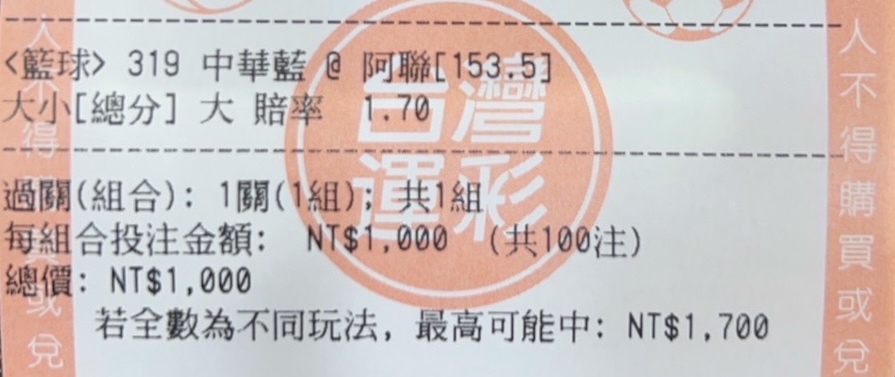 <籃球> 319 中華藍 @ 阿聯[153.5]
大小[總分] 大 賠率 1.70
過關(組合): 1關(1組); 共1組
每組合投注金額: NT$1,000 (共100注)
總價: NT$1,000
若全數為不同玩法, 最高可能中: NT$1,700
台灣
運彩
人不得購買或兌
得
或兌